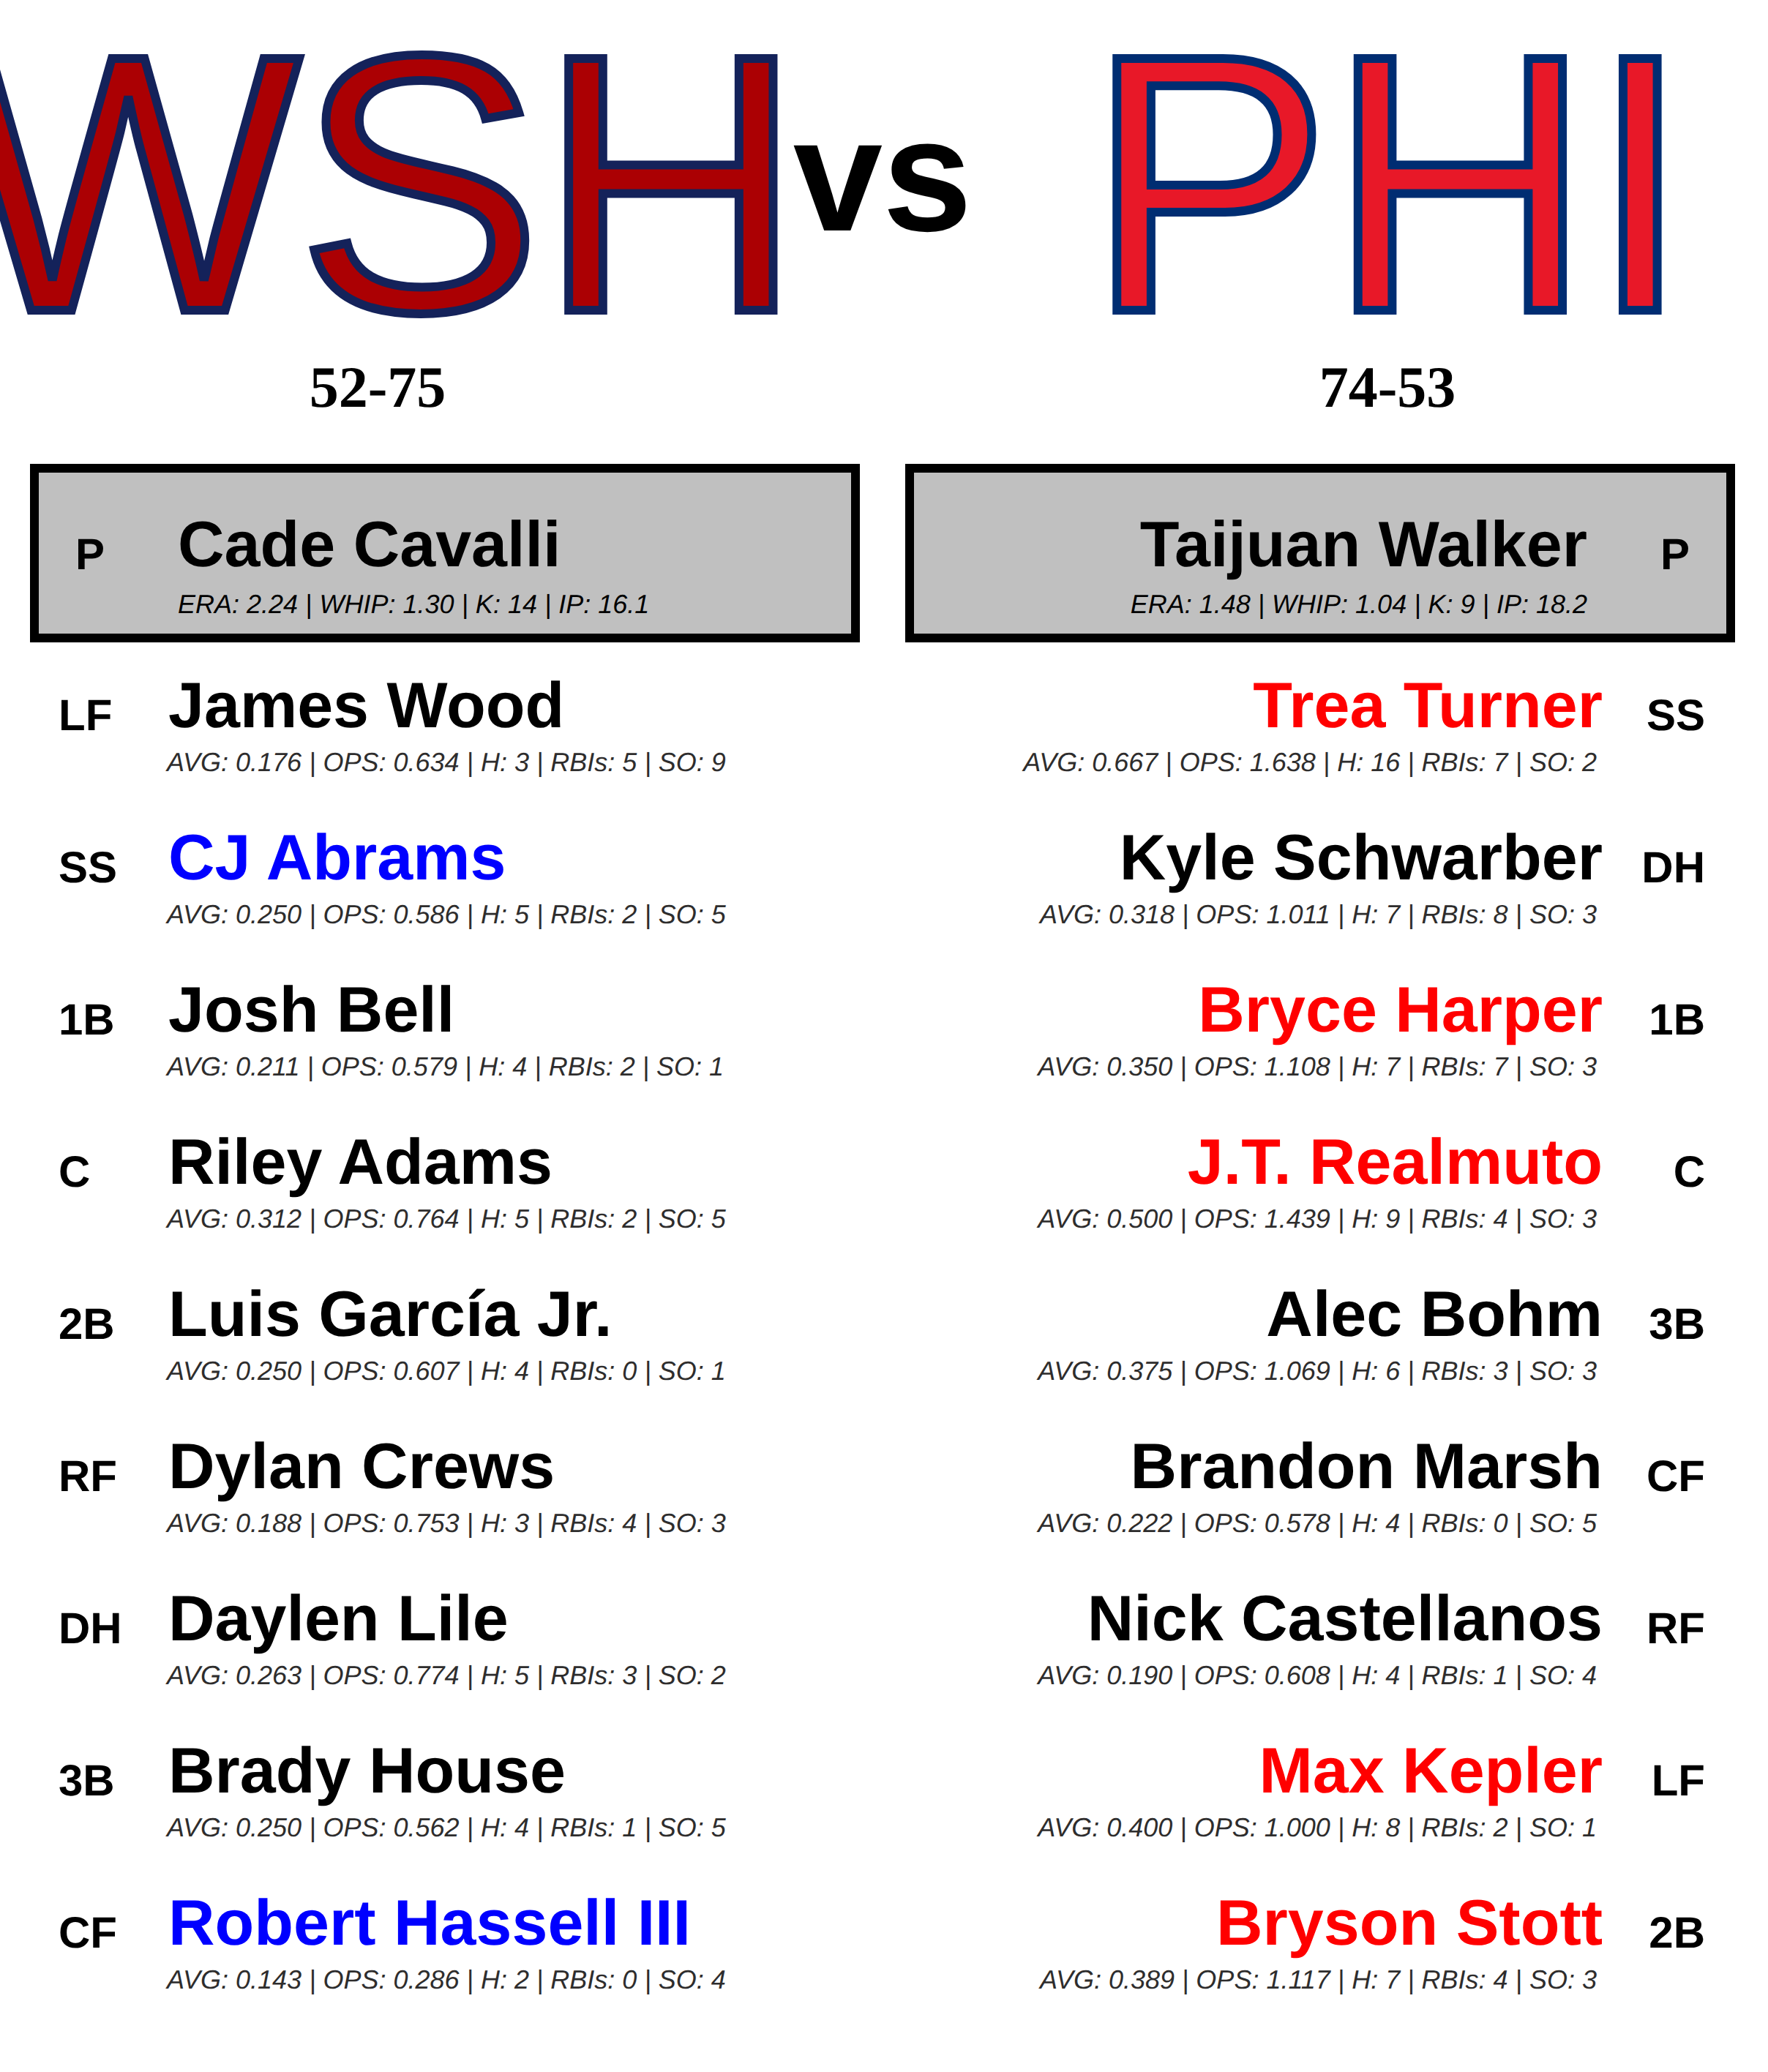 WSH vs PHI
52-75 74-53
P Cade Cavalli
ERA: 2.24 | WHIP: 1.30 | K: 14 | IP: 16.1
Taijuan Walker P
ERA: 1.48 | WHIP: 1.04 | K: 9 | IP: 18.2
LF James Wood
AVG: 0.176 | OPS: 0.634 | H: 3 | RBIs: 5 | SO: 9
SS CJ Abrams
AVG: 0.250 | OPS: 0.586 | H: 5 | RBIs: 2 | SO: 5
1B Josh Bell
AVG: 0.211 | OPS: 0.579 | H: 4 | RBIs: 2 | SO: 1
C Riley Adams
AVG: 0.312 | OPS: 0.764 | H: 5 | RBIs: 2 | SO: 5
2B Luis García Jr.
AVG: 0.250 | OPS: 0.607 | H: 4 | RBIs: 0 | SO: 1
RF Dylan Crews
AVG: 0.188 | OPS: 0.753 | H: 3 | RBIs: 4 | SO: 3
DH Daylen Lile
AVG: 0.263 | OPS: 0.774 | H: 5 | RBIs: 3 | SO: 2
3B Brady House
AVG: 0.250 | OPS: 0.562 | H: 4 | RBIs: 1 | SO: 5
CF Robert Hassell III
AVG: 0.143 | OPS: 0.286 | H: 2 | RBIs: 0 | SO: 4
Trea Turner SS
AVG: 0.667 | OPS: 1.638 | H: 16 | RBIs: 7 | SO: 2
Kyle Schwarber DH
AVG: 0.318 | OPS: 1.011 | H: 7 | RBIs: 8 | SO: 3
Bryce Harper 1B
AVG: 0.350 | OPS: 1.108 | H: 7 | RBIs: 7 | SO: 3
J.T. Realmuto C
AVG: 0.500 | OPS: 1.439 | H: 9 | RBIs: 4 | SO: 3
Alec Bohm 3B
AVG: 0.375 | OPS: 1.069 | H: 6 | RBIs: 3 | SO: 3
Brandon Marsh CF
AVG: 0.222 | OPS: 0.578 | H: 4 | RBIs: 0 | SO: 5
Nick Castellanos RF
AVG: 0.190 | OPS: 0.608 | H: 4 | RBIs: 1 | SO: 4
Max Kepler LF
AVG: 0.400 | OPS: 1.000 | H: 8 | RBIs: 2 | SO: 1
Bryson Stott 2B
AVG: 0.389 | OPS: 1.117 | H: 7 | RBIs: 4 | SO: 3